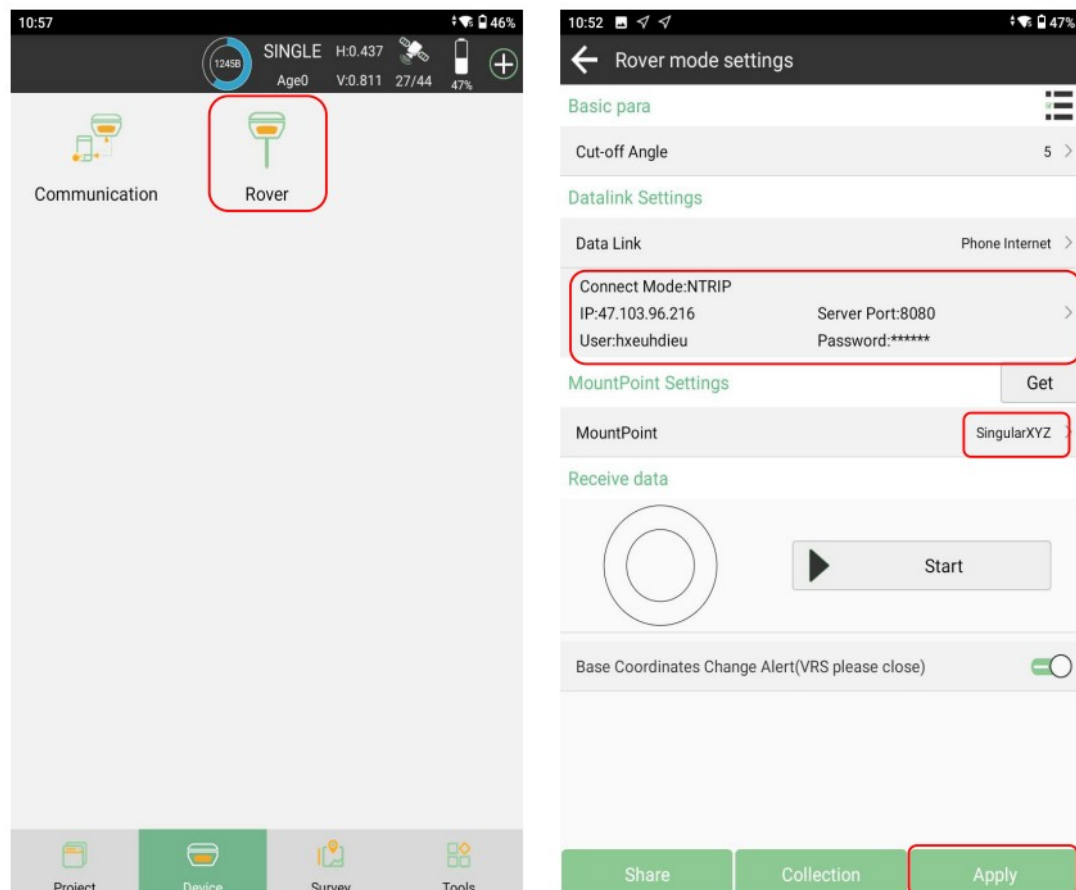 10:57
46%
1245B
SINGLE H:0.437
Age0 V:0.811 27/44
47%
Communication
Rover
Project
Device
Survey
Tools
10:52
47%
Rover mode settings
Basic para
Cut-off Angle 5
Datalink Settings
Data Link Phone Internet
Connect Mode:NTRIP
IP:47.103.96.216 Server Port:8080
User:hxeuhdieu Password:******
MountPoint Settings Get
MountPoint SingularXYZ
Receive data
Start
Base Coordinates Change Alert(VRS please close)
Share Collection Apply